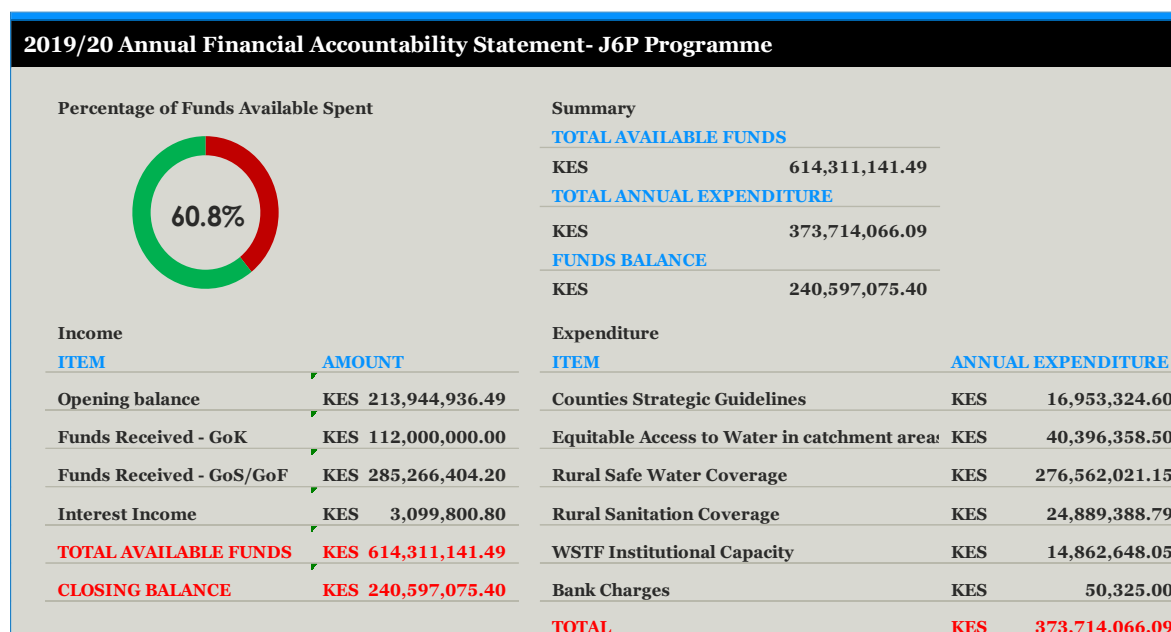 2019/20 Annual Financial Accountability Statement- J6P Programme
Percentage of Funds Available Spent
60.8%
Summary
TOTAL AVAILABLE FUNDS
KES 614,311,141.49
TOTAL ANNUAL EXPENDITURE
KES 373,714,066.09
FUNDS BALANCE
KES 240,597,075.40
Income
ITEM AMOUNT
Opening balance KES 213,944,936.49
Funds Received - GoK KES 112,000,000.00
Funds Received - GoS/GoF KES 285,266,404.20
Interest Income KES 3,099,800.80
TOTAL AVAILABLE FUNDS KES 614,311,141.49
CLOSING BALANCE KES 240,597,075.40
Expenditure
ITEM ANNUAL EXPENDITURE
Counties Strategic Guidelines KES 16,953,324.60
Equitable Access to Water in catchment areas KES 40,396,358.50
Rural Safe Water Coverage KES 276,562,021.15
Rural Sanitation Coverage KES 24,889,388.79
WSTF Institutional Capacity KES 14,862,648.05
Bank Charges KES 50,325.00
TOTAL KES 373,714,066.09